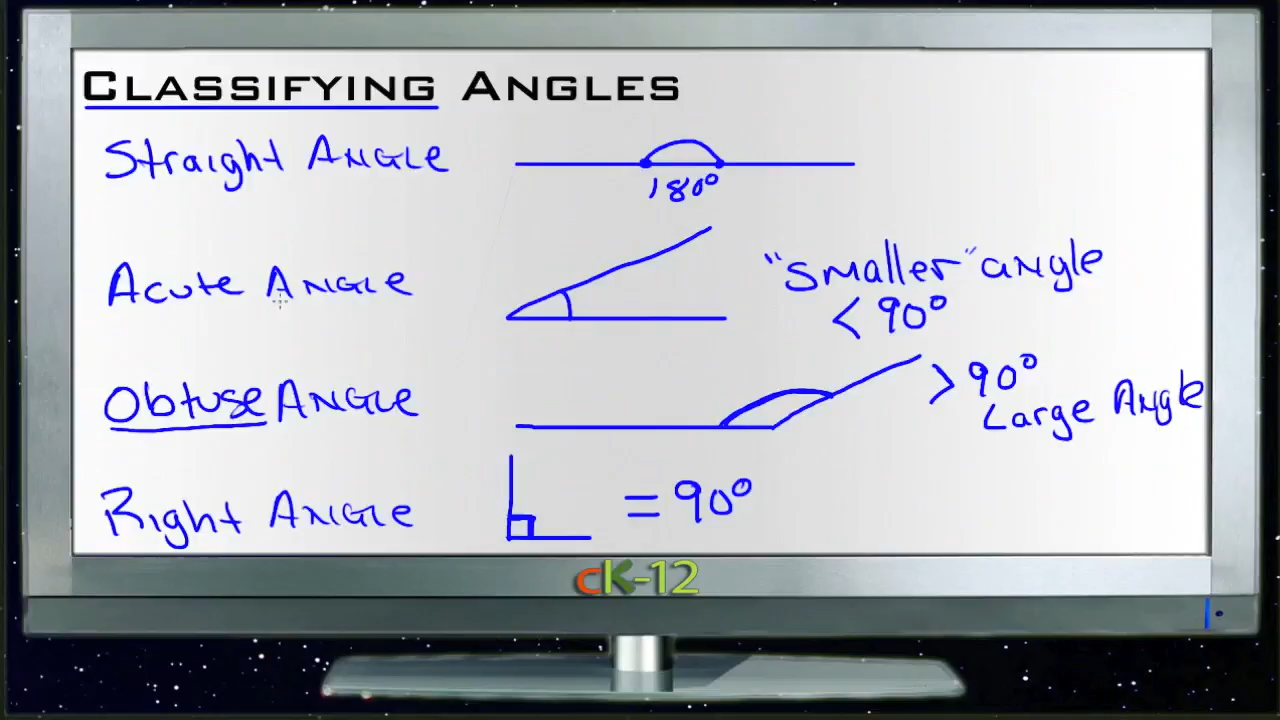 CLASSIFYING ANGLES
Straight ANGLE
180°
Acute ANGLE
"smaller" angle
< 90°
Obtuse ANGLE
> 90°
Large Angle
Right ANGLE
= 90°
cK-12